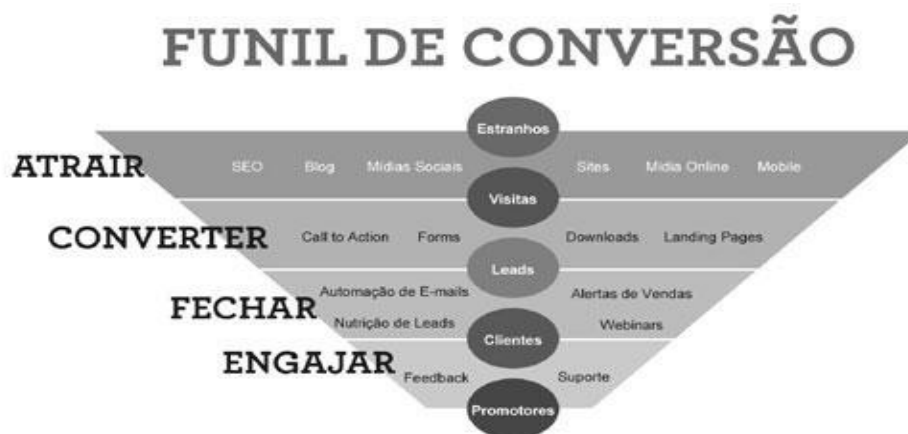 FUNIL DE CONVERSÃO
Estranhos
ATRAIR SEO Blog Mídias Sociais Sites Mídia Online Mobile
Visitas
CONVERTER Call to Action Forms Downloads Landing Pages
Leads
Automação de E-mails Alertas de Vendas
FECHAR
Nutrição de Leads Webinars
Clientes
ENGAJAR
Feedback Suporte
Promotores